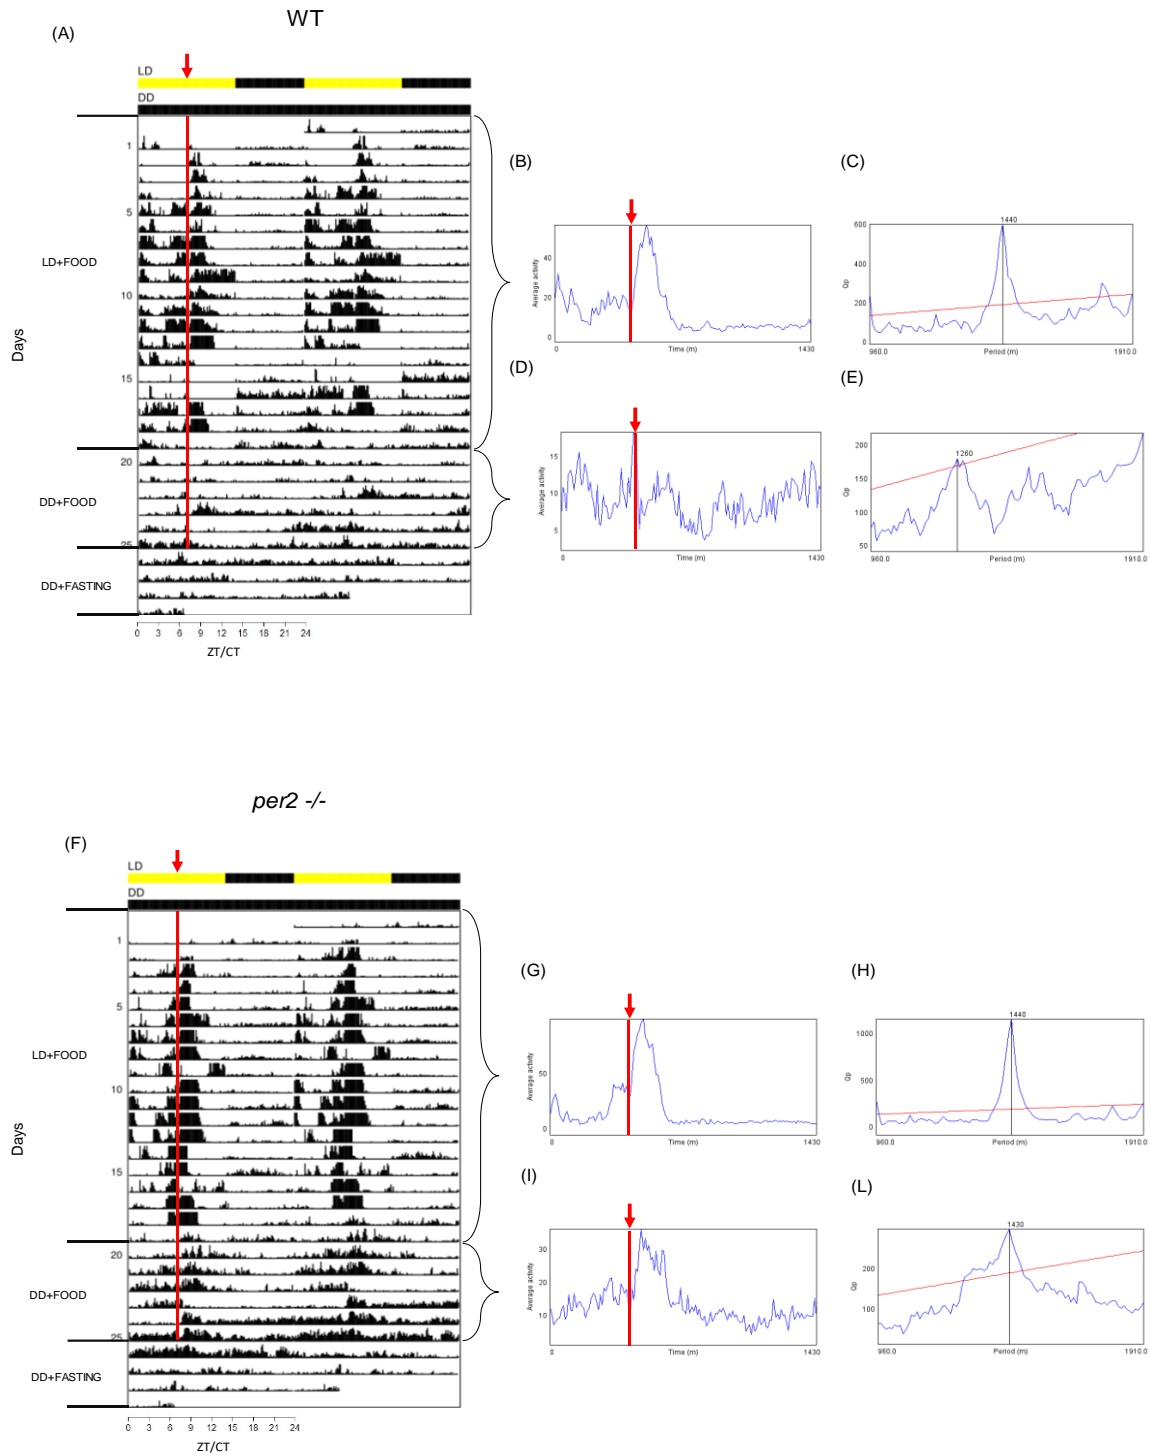 WT
(A)
LD
DD
1
5
10
15
20
25
Days
LD+FOOD
DD+FOOD
DD+FASTING
0 3 6 9 12 15 18 21 24
ZT/CT
(B)
Average activity
40
20
0
0
Time (m)
1430
(C)
1440
Qp
600
400
200
0
960.0
Period (m)
1910.0
(D)
Average activity
15
10
5
0
Time (m)
1430
(E)
1260
Qp
200
150
100
50
960.0
Period (m)
1910.0
per2 -/-
(F)
LD
DD
1
5
10
15
20
25
Days
LD+FOOD
DD+FOOD
DD+FASTING
0 3 6 9 12 15 18 21 24
ZT/CT
(G)
Average activity
50
0
0
Time (m)
1430
(H)
1440
Qp
1000
500
0
960.0
Period (m)
1910.0
(I)
Average activity
30
20
10
0
Time (m)
1430
(L)
1430
Qp
200
100
960.0
Period (m)
1910.0